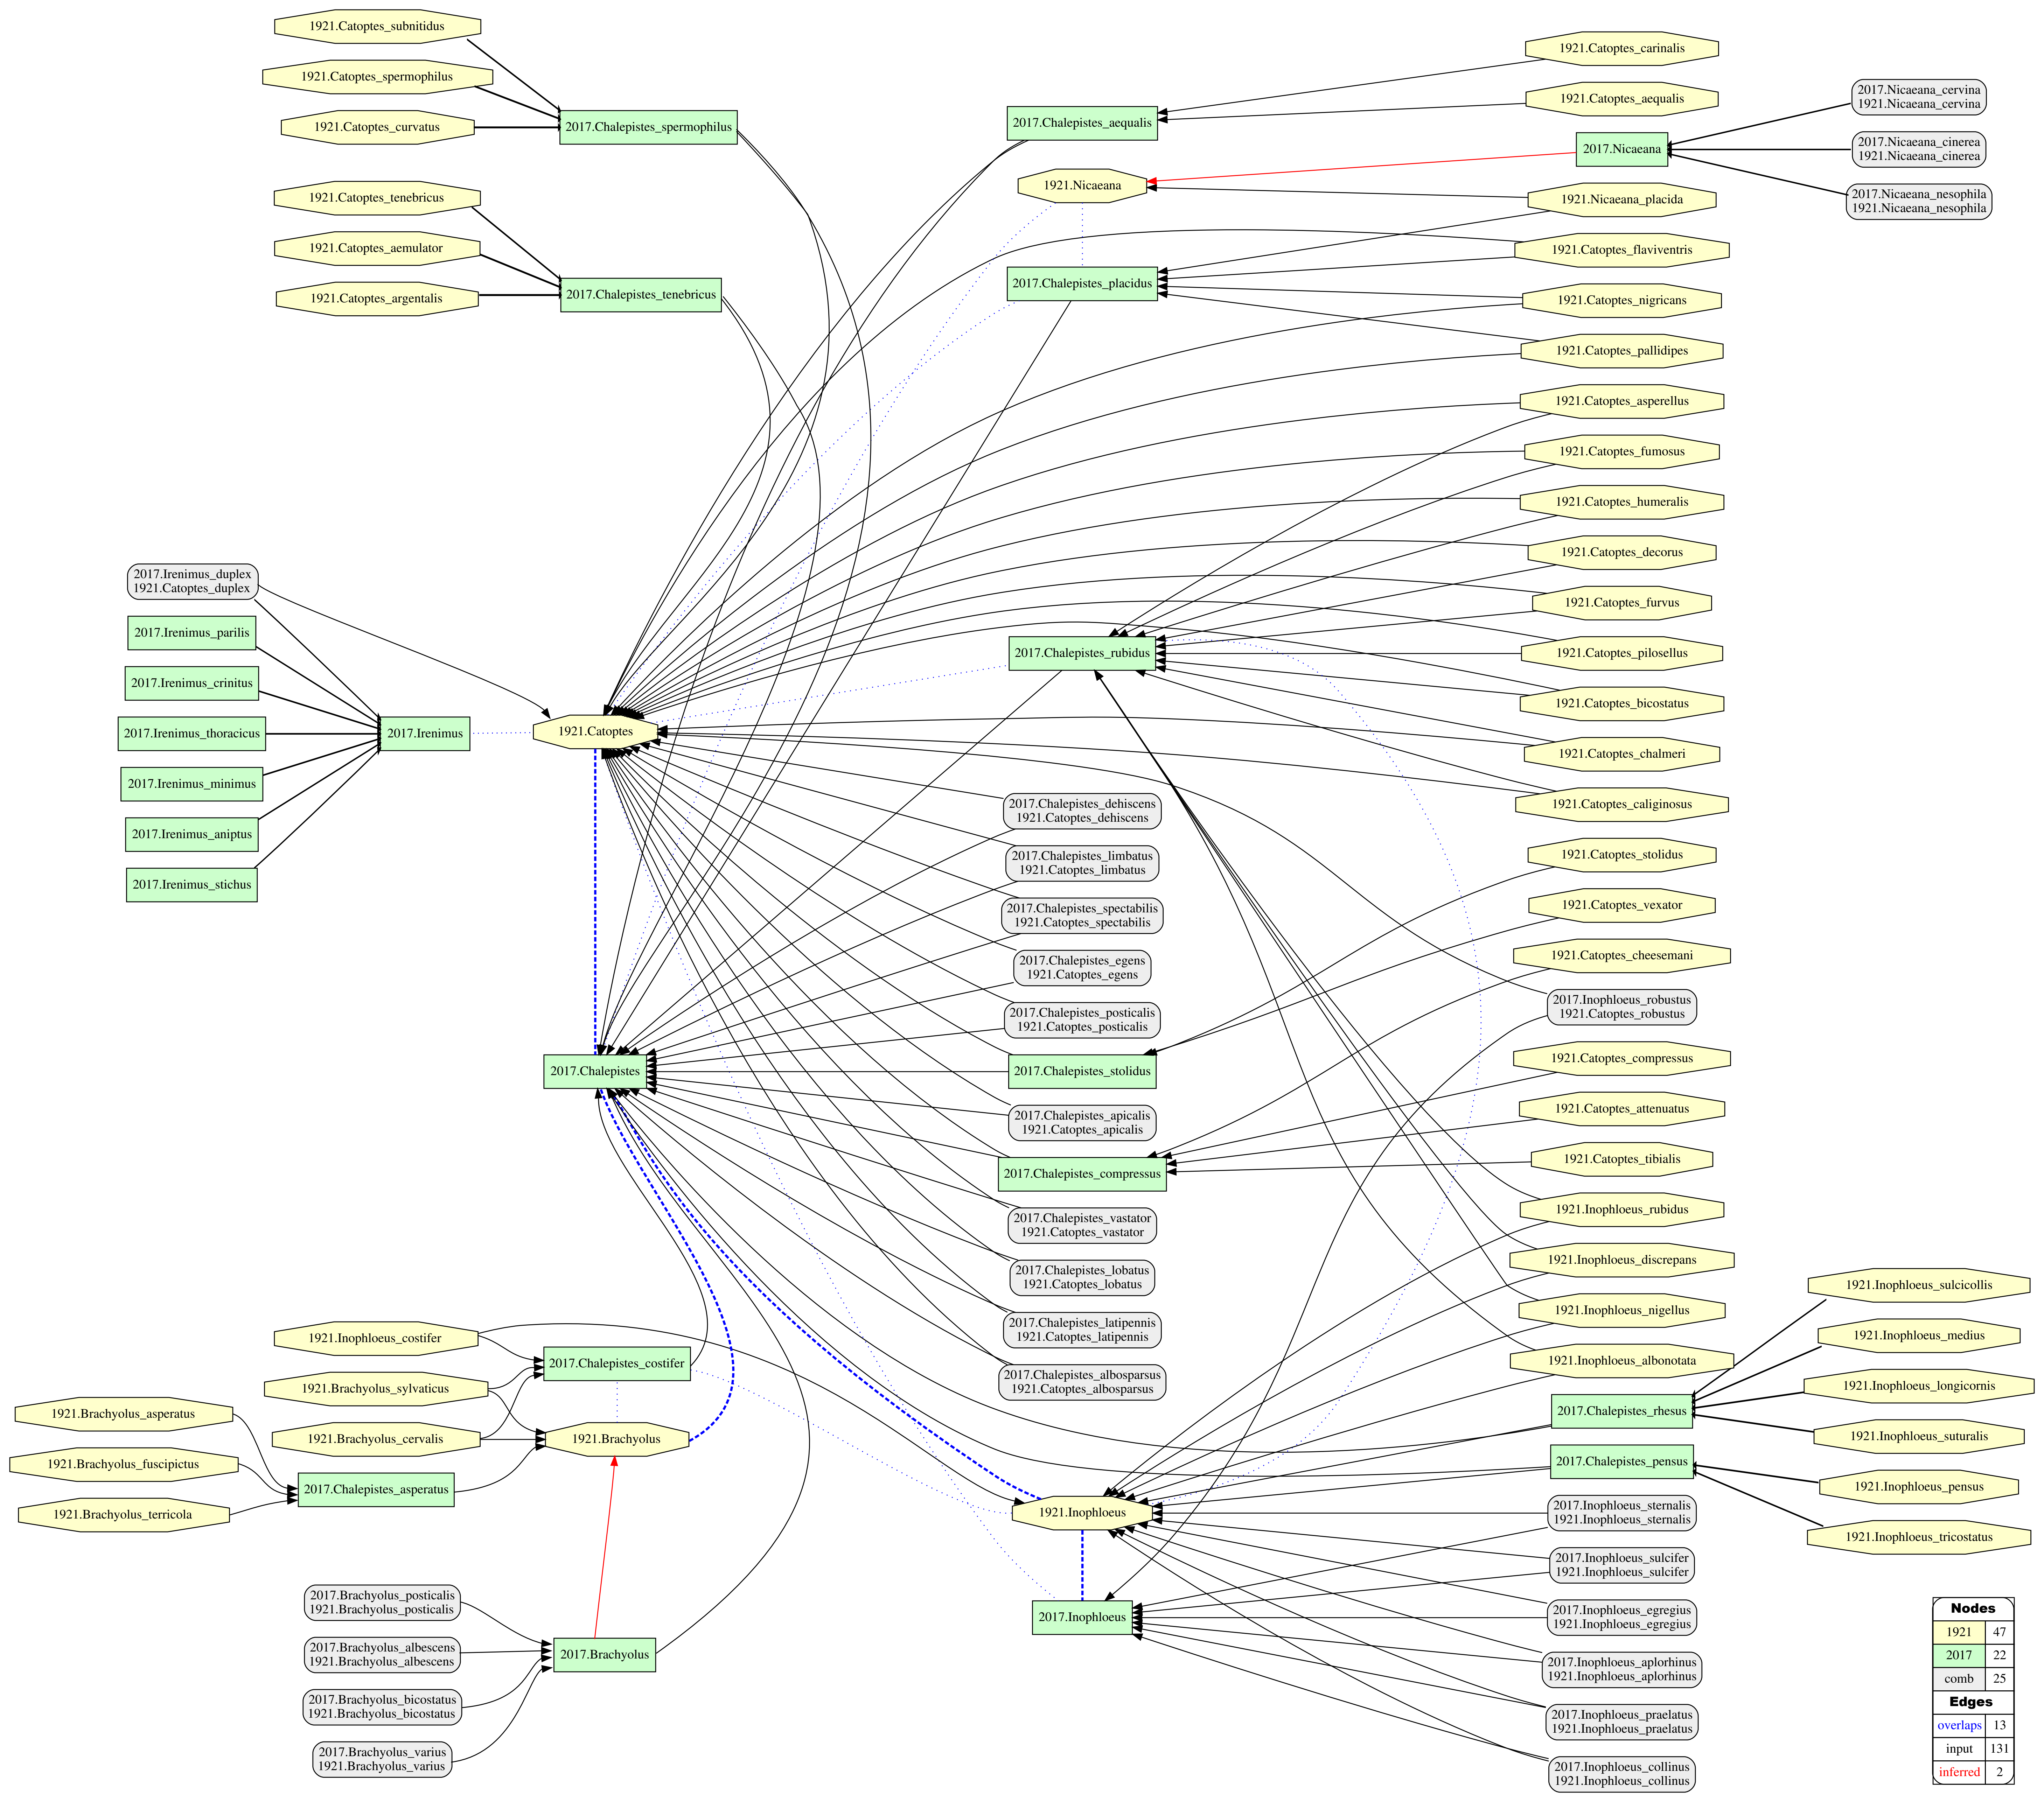 1921.Catoptes_subnitidus
1921.Catoptes_spermophilus
1921.Catoptes_curvatus
2017.Chalepistes_spermophilus
1921.Catoptes_tenebricus
1921.Catoptes_aemulator
1921.Catoptes_argentalis
2017.Chalepistes_tenebricus
2017.Irenimus_duplex
1921.Catoptes_duplex
2017.Irenimus_parilis
2017.Irenimus_crinitus
2017.Irenimus_thoracicus
2017.Irenimus_minimus
2017.Irenimus_aniptus
2017.Irenimus_stichus
2017.Irenimus
1921.Catoptes
2017.Chalepistes
1921.Inophloeus_costifer
1921.Brachyolus_sylvaticus
1921.Brachyolus_cervalis
1921.Brachyolus_asperatus
1921.Brachyolus_fuscipictus
1921.Brachyolus_terricola
2017.Chalepistes_costifer
1921.Brachyolus
2017.Chalepistes_asperatus
2017.Brachyolus_posticalis
1921.Brachyolus_posticalis
2017.Brachyolus_albescens
1921.Brachyolus_albescens
2017.Brachyolus_bicostatus
1921.Brachyolus_bicostatus
2017.Brachyolus_varius
1921.Brachyolus_varius
2017.Brachyolus
2017.Chalepistes_aequalis
1921.Nicaeana
2017.Chalepistes_placidus
2017.Chalepistes_rubidus
2017.Chalepistes_dehiscens
1921.Catoptes_dehiscens
2017.Chalepistes_limbatus
1921.Catoptes_limbatus
2017.Chalepistes_spectabilis
1921.Catoptes_spectabilis
2017.Chalepistes_egens
1921.Catoptes_egens
2017.Chalepistes_posticalis
1921.Catoptes_posticalis
2017.Chalepistes_stolidus
2017.Chalepistes_apicalis
1921.Catoptes_apicalis
2017.Chalepistes_compressus
2017.Chalepistes_vastator
1921.Catoptes_vastator
2017.Chalepistes_lobatus
1921.Catoptes_lobatus
2017.Chalepistes_latipennis
1921.Catoptes_latipennis
2017.Chalepistes_albosparsus
1921.Catoptes_albosparsus
1921.Inophloeus
2017.Inophloeus
1921.Catoptes_carinalis
1921.Catoptes_aequalis
2017.Nicaeana
1921.Nicaeana_placida
1921.Catoptes_flaviventris
1921.Catoptes_nigricans
1921.Catoptes_pallidipes
1921.Catoptes_asperellus
1921.Catoptes_fumosus
1921.Catoptes_humeralis
1921.Catoptes_decorus
1921.Catoptes_furvus
1921.Catoptes_pilosellus
1921.Catoptes_bicostatus
1921.Catoptes_chalmeri
1921.Catoptes_caliginosus
1921.Catoptes_stolidus
1921.Catoptes_vexator
1921.Catoptes_cheesemani
2017.Inophloeus_robustus
1921.Catoptes_robustus
1921.Catoptes_compressus
1921.Catoptes_attenuatus
1921.Catoptes_tibialis
1921.Inophloeus_rubidus
1921.Inophloeus_discrepans
1921.Inophloeus_nigellus
1921.Inophloeus_albonotata
2017.Chalepistes_rhesus
2017.Chalepistes_pensus
2017.Inophloeus_sternalis
1921.Inophloeus_sternalis
2017.Inophloeus_sulcifer
1921.Inophloeus_sulcifer
2017.Inophloeus_egregius
1921.Inophloeus_egregius
2017.Inophloeus_aplorhinus
1921.Inophloeus_aplorhinus
2017.Inophloeus_praelatus
1921.Inophloeus_praelatus
2017.Inophloeus_collinus
1921.Inophloeus_collinus
2017.Nicaeana_cervina
1921.Nicaeana_cervina
2017.Nicaeana_cinerea
1921.Nicaeana_cinerea
2017.Nicaeana_nesophila
1921.Nicaeana_nesophila
1921.Inophloeus_sulcicollis
1921.Inophloeus_medius
1921.Inophloeus_longicornis
1921.Inophloeus_suturalis
1921.Inophloeus_pensus
1921.Inophloeus_tricostatus
Nodes
1921 47
2017 22
comb 25
Edges
overlaps 13
input 131
inferred 2